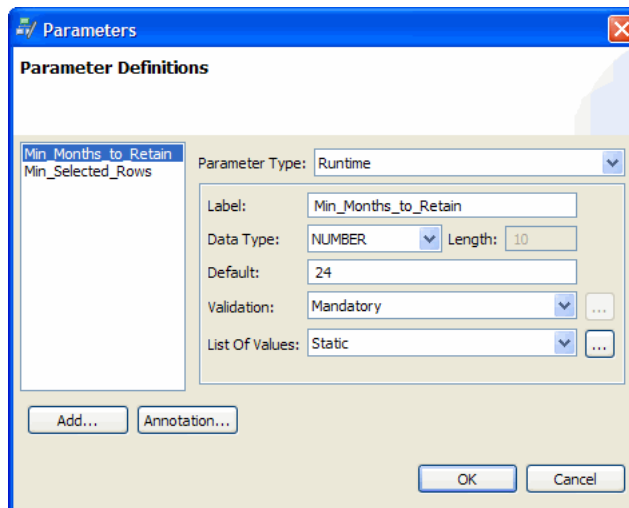 Parameters
Parameter Definitions
Min_Months_to_Retain
Min_Selected_Rows
Parameter Type: Runtime
Label: Min_Months_to_Retain
Data Type: NUMBER Length: 10
Default: 24
Validation: Mandatory ...
List Of Values: Static ...
Add... Annotation...
OK Cancel